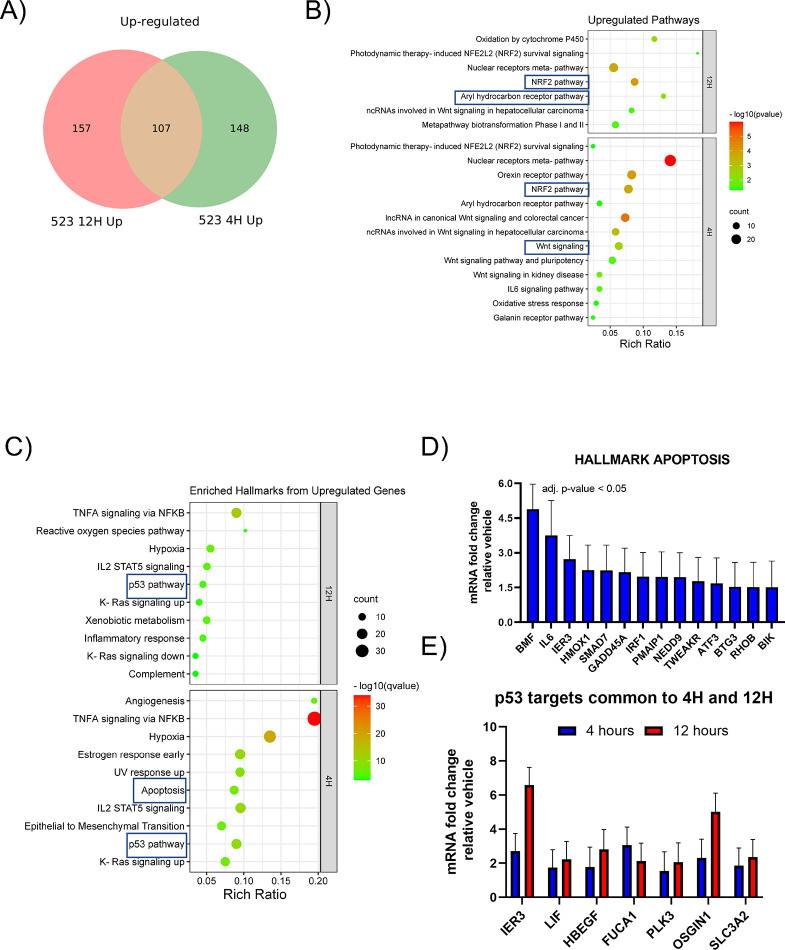 A)
Up-regulated
157
107
148
523 12H Up
523 4H Up
B)
Upregulated Pathways
Oxidation by cytochrome P450
Photodynamic therapy- induced NFE2L2 (NRF2) survival signaling
Nuclear receptors meta- pathway
NRF2 pathway
Aryl hydrocarbon receptor pathway
ncRNAs involved in Wnt signaling in hepatocellular carcinoma
Metapathway biotransformation Phase I and II
12H
Photodynamic therapy- induced NFE2L2 (NRF2) survival signaling
Nuclear receptors meta- pathway
Orexin receptor pathway
NRF2 pathway
Aryl hydrocarbon receptor pathway
lncRNA in canonical Wnt signaling and colorectal cancer
ncRNAs involved in Wnt signaling in hepatocellular carcinoma
Wnt signaling
Wnt signaling pathway and pluripotency
Wnt signaling in kidney disease
IL6 signaling pathway
Oxidative stress response
Galanin receptor pathway
4H
0.05 0.10 0.15
Rich Ratio
- log10(pvalue)
5
4
3
2
count
10
20
C)
Enriched Hallmarks from Upregulated Genes
TNFA signaling via NFKB
Reactive oxygen species pathway
Hypoxia
IL2 STAT5 signaling
p53 pathway
K- Ras signaling up
Xenobiotic metabolism
Inflammatory response
K- Ras signaling down
Complement
12H
Angiogenesis
TNFA signaling via NFKB
Hypoxia
Estrogen response early
UV response up
Apoptosis
IL2 STAT5 signaling
Epithelial to Mesenchymal Transition
p53 pathway
K- Ras signaling up
4H
0.05 0.10 0.15 0.20
Rich Ratio
count
10
20
30
- log10(qvalue)
30
20
10
D)
HALLMARK APOPTOSIS
adj. p-value < 0.05
mRNA fold change
relative vehicle
6.0
4.5
3.0
1.5
0.0
BMF IL6 IER3 HMOX1 SMAD7 GADD45A IRF1 PMAIP1 NEDD9 TWEAKR ATF3 BTG3 RHOB BIK
E)
p53 targets common to 4H and 12H
4 hours 12 hours
mRNA fold change
relative vehicle
10
8
6
4
2
0
IER3 LIF HBEGF FUCA1 PLK3 OSGIN1 SLC3A2